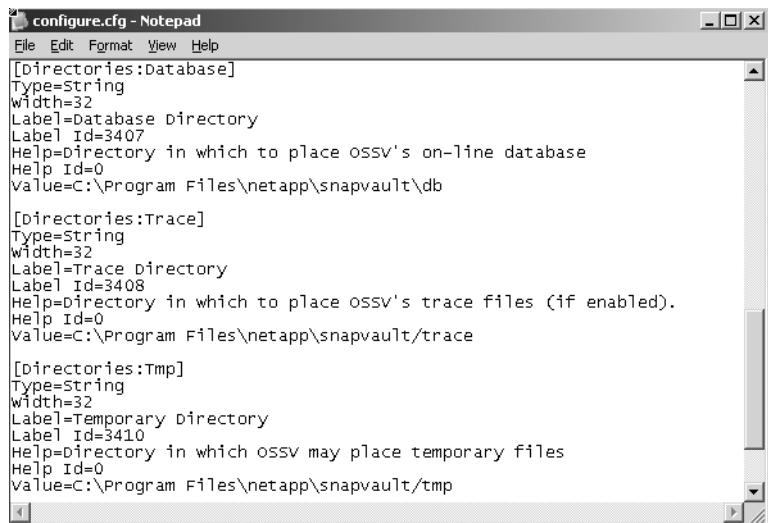 configure.cfg - Notepad
File Edit Format View Help
[Directories:Database]
Type=String
Width=32
Label=Database Directory
Label Id=3407
Help=Directory in which to place OSSV's on-line database
Help Id=0
Value=C:\Program Files\netapp\snapvault\db
[Directories:Trace]
Type=String
Width=32
Label=Trace Directory
Label Id=3408
Help=Directory in which to place OSSV's trace files (if enabled).
Help Id=0
Value=C:\Program Files\netapp\snapvault/trace
[Directories:Tmp]
Type=String
Width=32
Label=Temporary Directory
Label Id=3410
Help=Directory in which OSSV may place temporary files
Help Id=0
Value=C:\Program Files\netapp\snapvault/tmp